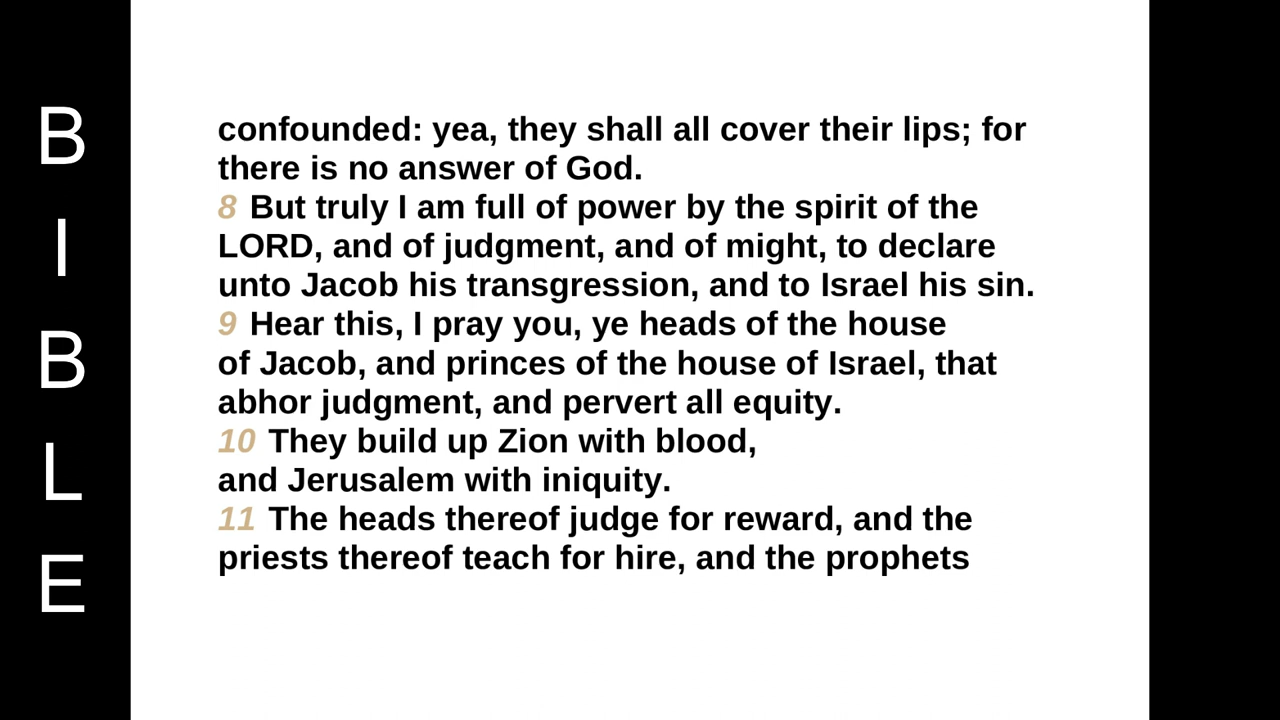 BIBLE
confounded: yea, they shall all cover their lips; for
there is no answer of God.
8 But truly I am full of power by the spirit of the
LORD, and of judgment, and of might, to declare
unto Jacob his transgression, and to Israel his sin.
9 Hear this, I pray you, ye heads of the house
of Jacob, and princes of the house of Israel, that
abhor judgment, and pervert all equity.
10 They build up Zion with blood,
and Jerusalem with iniquity.
11 The heads thereof judge for reward, and the
priests thereof teach for hire, and the prophets